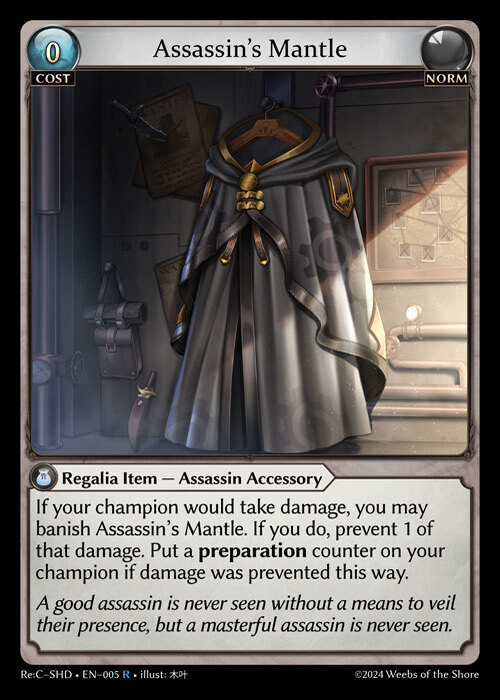 0
COST
Assassin's Mantle
NORM
WANTED
Regalia Item — Assassin Accessory
If your champion would take damage, you may
banish Assassin's Mantle. If you do, prevent 1 of
that damage. Put a preparation counter on your
champion if damage was prevented this way.
A good assassin is never seen without a means to veil
their presence, but a masterful assassin is never seen.
Re:C–SHD • EN–005 R • illust: 木叶
©2024 Weebs of the Shore